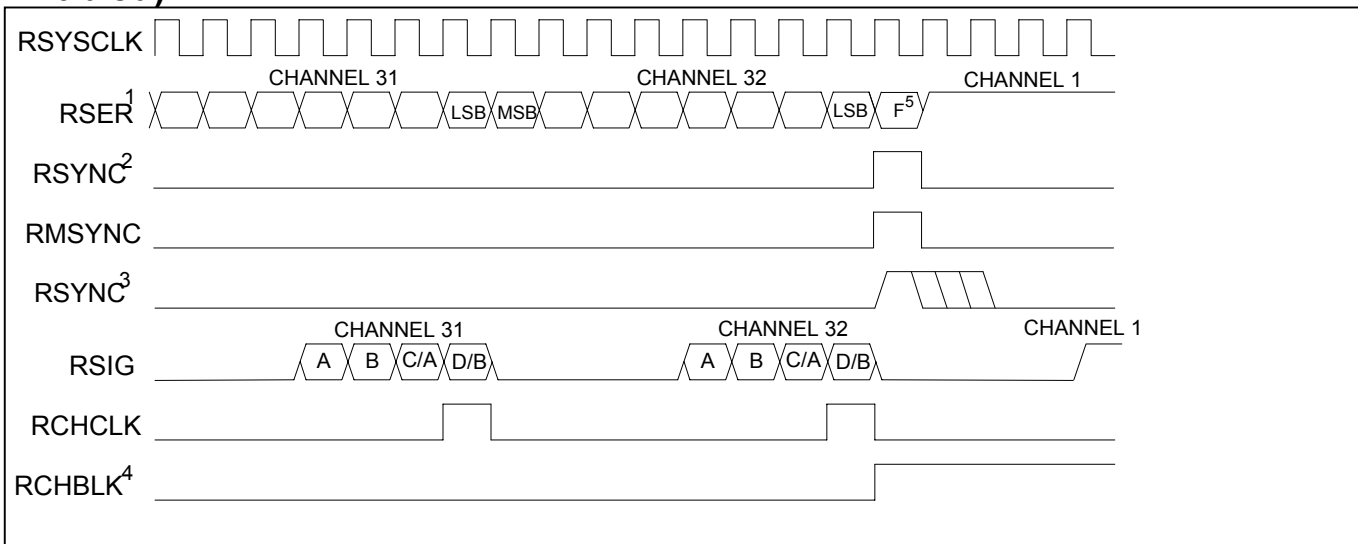 RSYSCLK
CHANNEL 31 CHANNEL 32 CHANNEL 1
RSER1 LSB MSB LSB F5
RSYNC2
RMSYNC
RSYNC3
CHANNEL 31 CHANNEL 32 CHANNEL 1
RSIG A B C/A D/B A B C/A D/B
RCHCLK
RCHBLK4